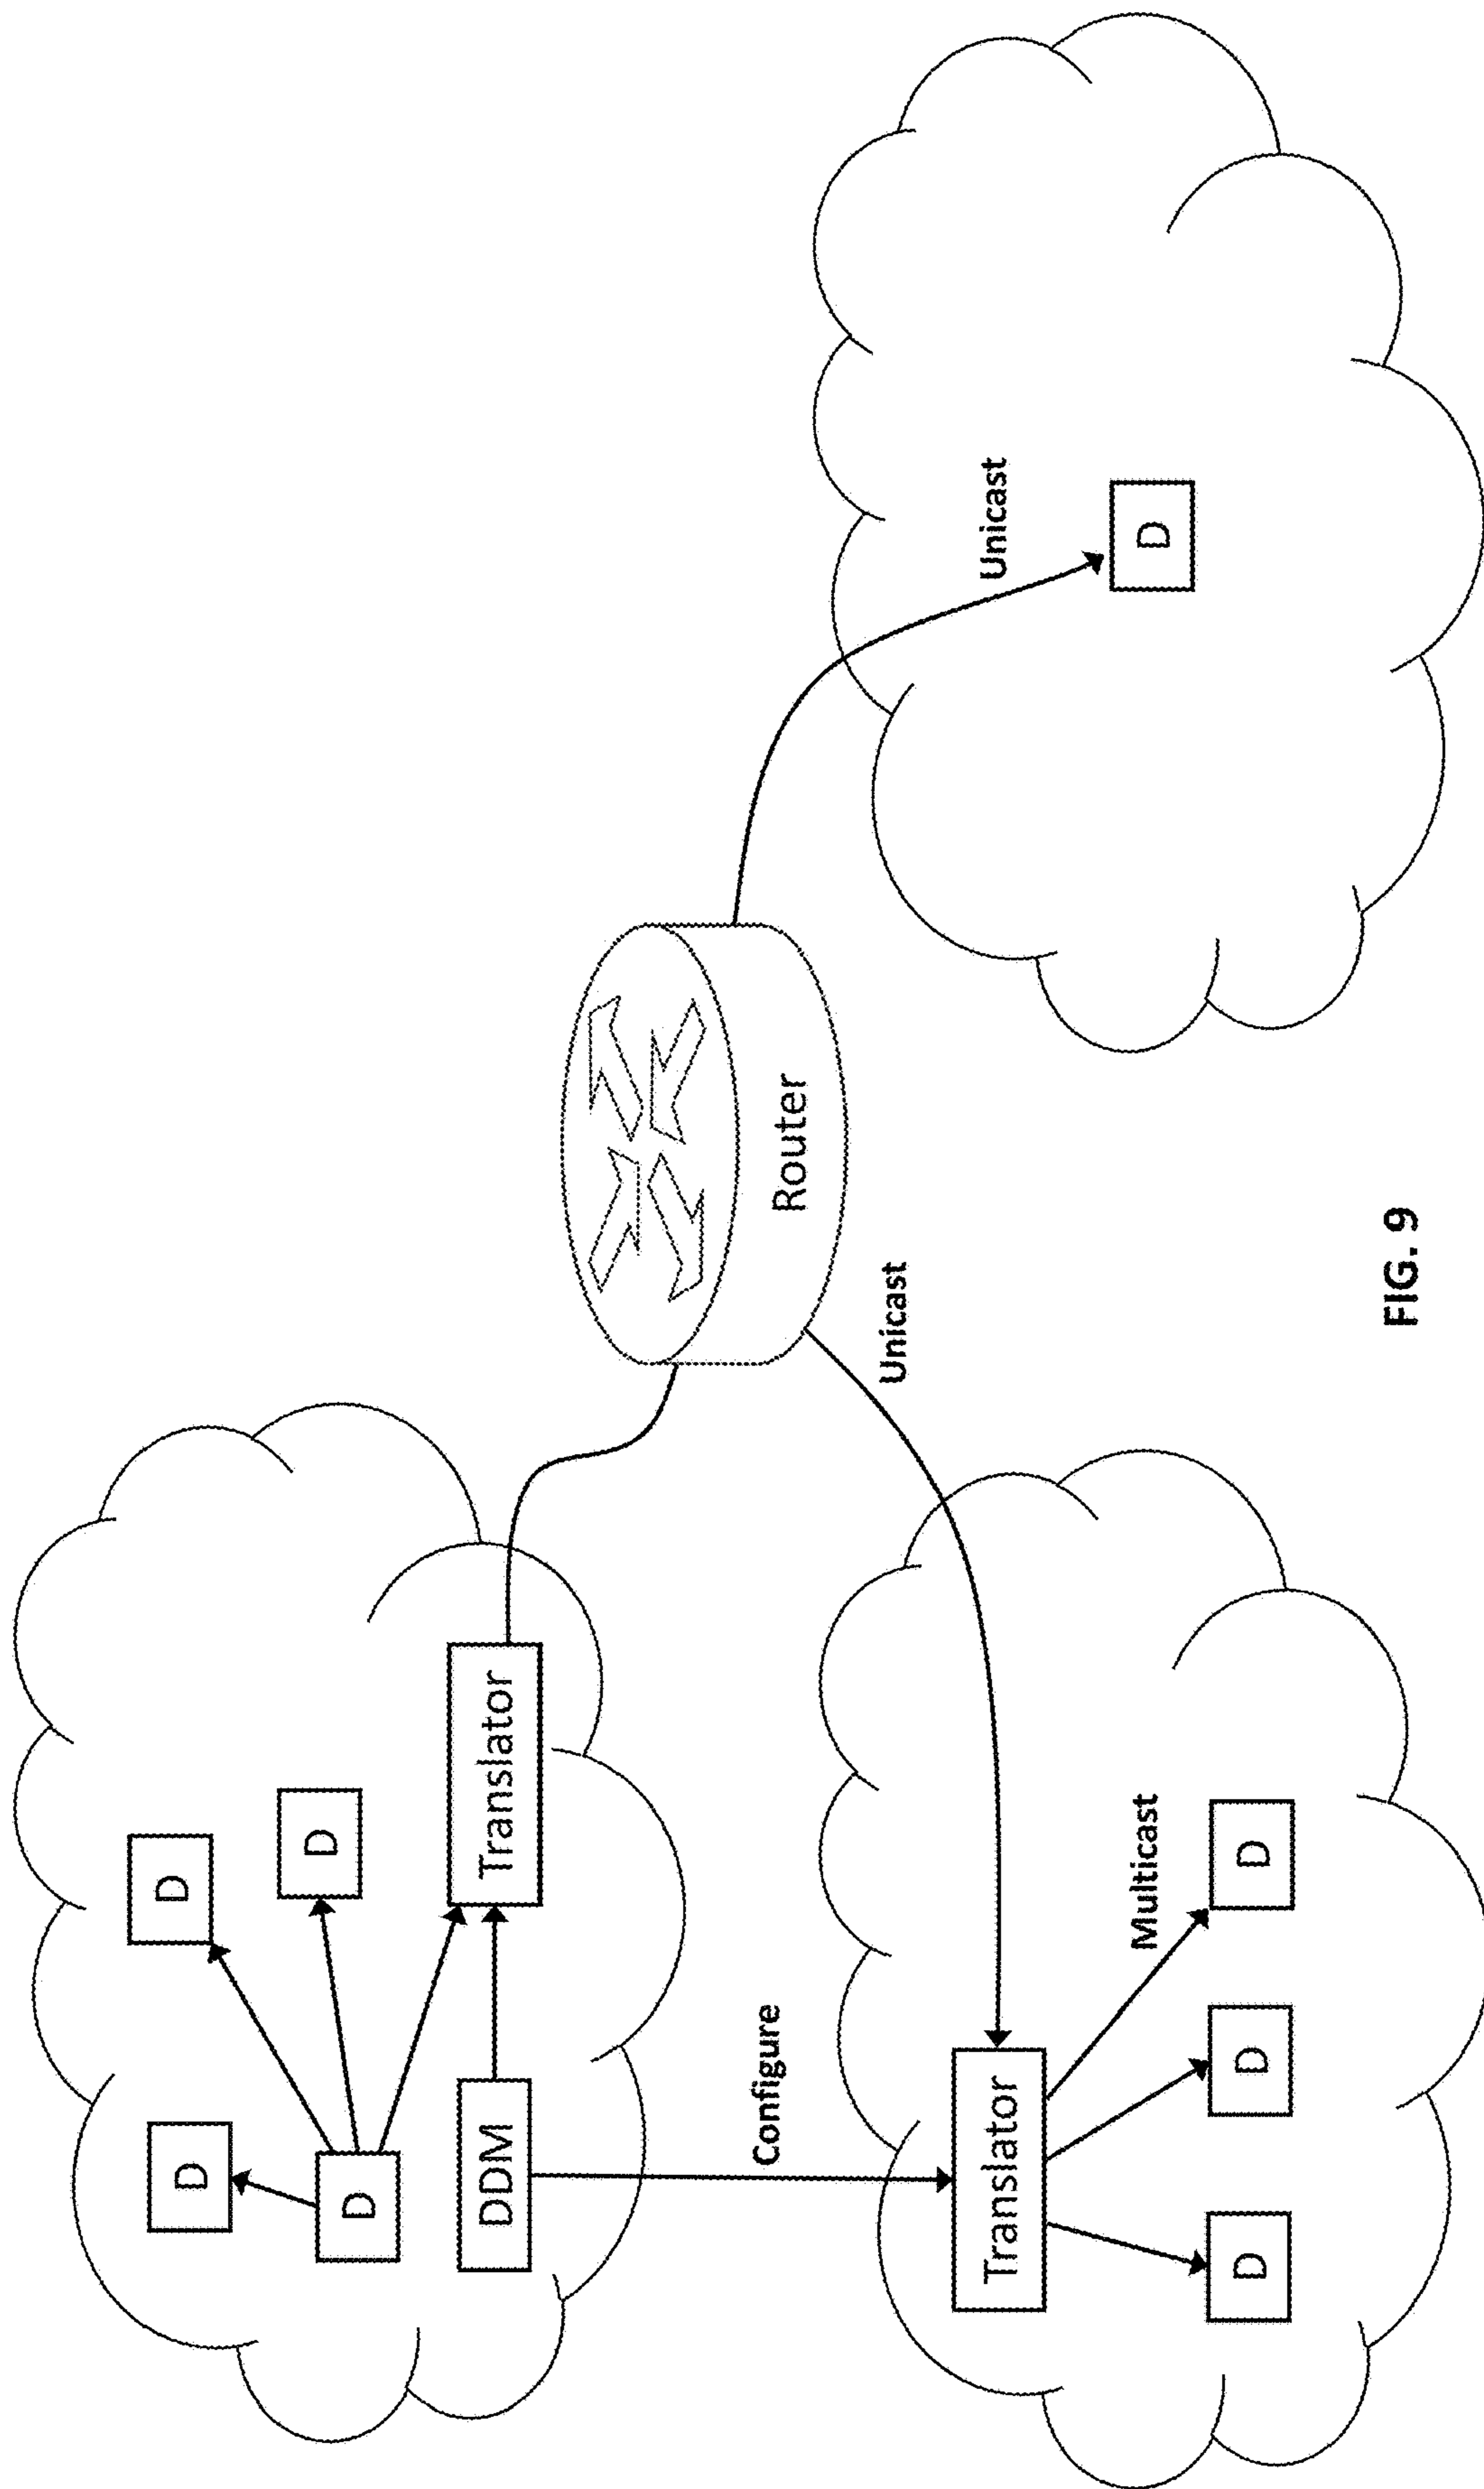 D
D
D
D
DDM
Translator
Configure
Router
Unicast
Unicast
Translator
Multicast
D
D
D
D
FIG. 9